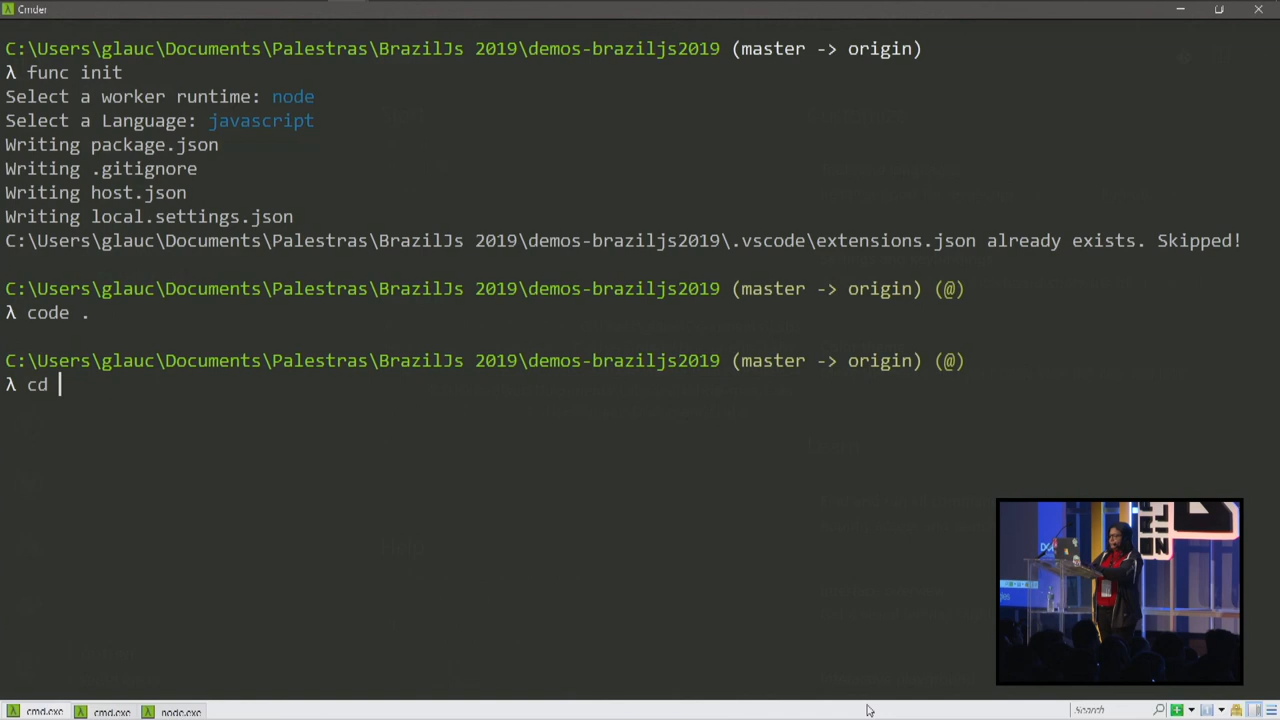 Cmder
C:\Users\glauc\Documents\Palestras\BrazilJs 2019\demos-braziljs2019 (master -> origin)
λ func init
Select a worker runtime: node
Select a Language: javascript
Writing package.json
Writing .gitignore
Writing host.json
Writing local.settings.json
C:\Users\glauc\Documents\Palestras\BrazilJs 2019\demos-braziljs2019\.vscode\extensions.json already exists. Skipped!
C:\Users\glauc\Documents\Palestras\BrazilJs 2019\demos-braziljs2019 (master -> origin) (@)
λ code .
C:\Users\glauc\Documents\Palestras\BrazilJs 2019\demos-braziljs2019 (master -> origin) (@)
λ cd
Help
cmd.exe
cmd.exe
node.exe
Search